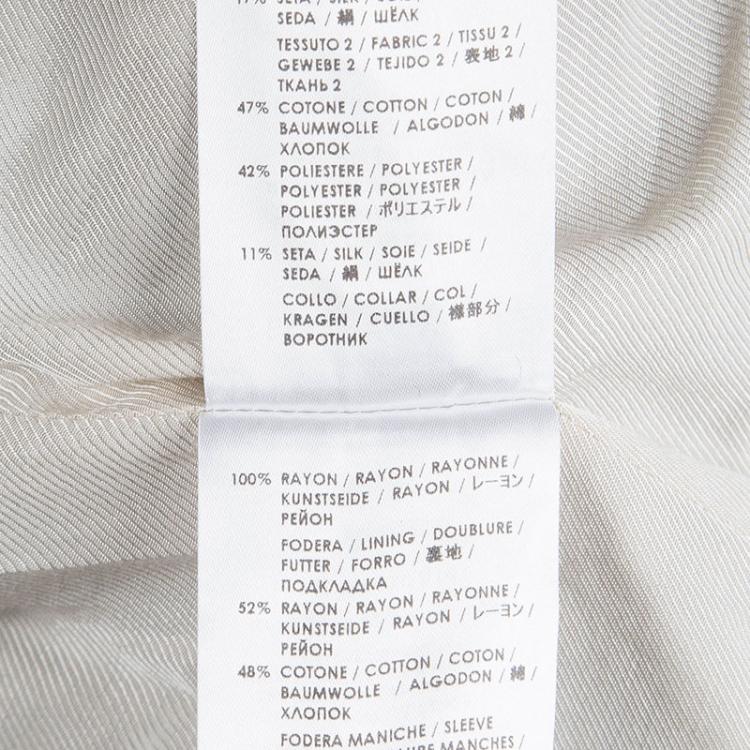 17% SETA / SILK / SOIE /
SEDA / 絹 / ШЁЛК
TESSUTO 2 / FABRIC 2 / TISSU 2 /
GEWEBE 2 / TEJIDO 2 / 表地 2 /
ТКАНЬ 2
47% COTONE / COTTON / COTON /
BAUMWOLLE / ALGODON / 綿 /
ХЛОПОК
42% POLIESTERE / POLYESTER /
POLYESTER / POLYESTER /
POLIESTER / ポリエステル /
ПОЛИЭСТЕР
11% SETA / SILK / SOIE / SEIDE /
SEDA / 絹 / ШЁЛК
COLLO / COLLAR / COL /
KRAGEN / CUELLO / 襟部分 /
ВОРОТНИК
100% RAYON / RAYON / RAYONNE /
KUNSTSEIDE / RAYON / レーヨン /
РЕЙОН
FODERA / LINING / DOUBLURE /
FUTTER / FORRO / 裏地 /
ПОДКЛАДКА
52% RAYON / RAYON / RAYONNE /
KUNSTSEIDE / RAYON / レーヨン /
РЕЙОН
48% COTONE / COTTON / COTON /
BAUMWOLLE / ALGODON / 綿 /
ХЛОПОК
FODERA MANICHE / SLEEVE
MANCHES /